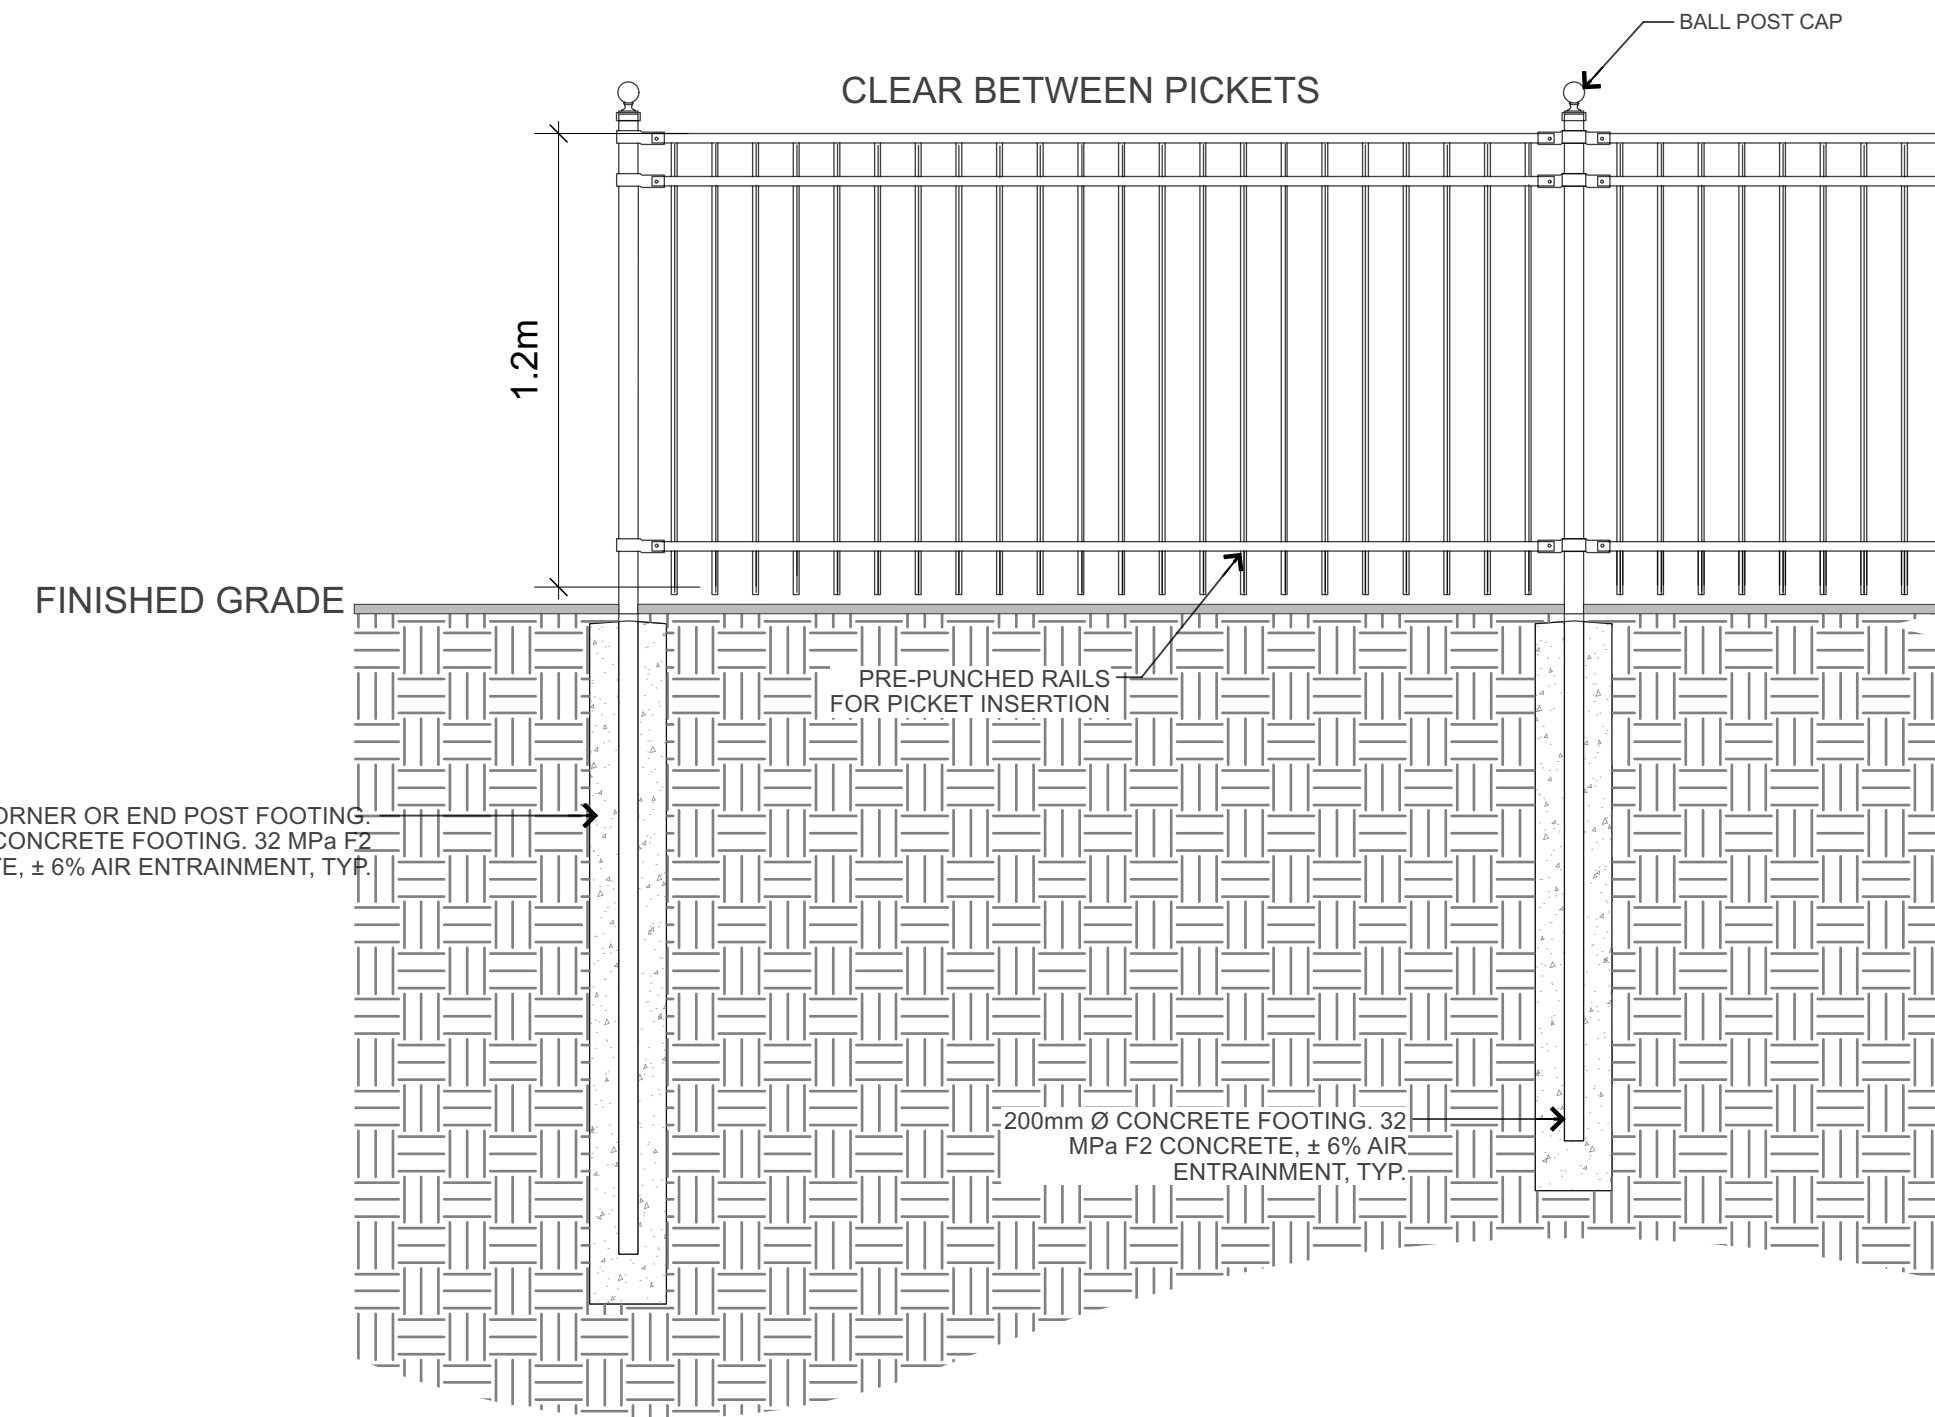 BALL POST CAP
CLEAR BETWEEN PICKETS
1.2m
FINISHED GRADE
PRE-PUNCHED RAILS
FOR PICKET INSERTION
OR END POST FOOTING.
CONCRETE FOOTING. 32 MPa F2
± 6% AIR ENTRAINMENT, TYP.
200mm Ø CONCRETE FOOTING. 32
MPa F2 CONCRETE, ± 6% AIR
ENTRAINMENT, TYP.